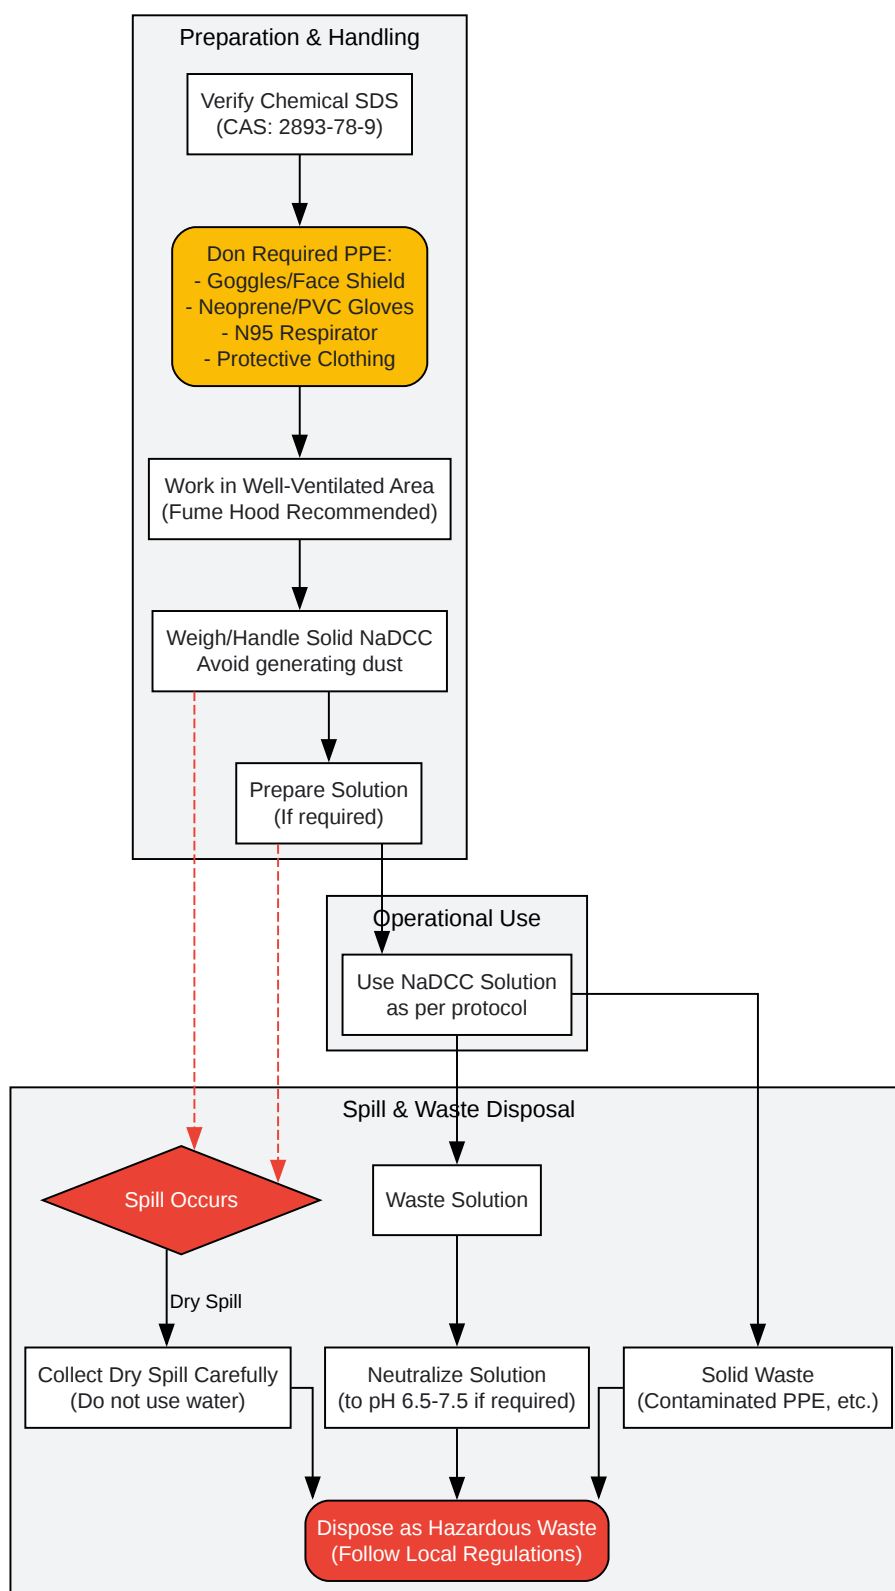 Preparation & Handling
Verify Chemical SDS
(CAS: 2893-78-9)
Don Required PPE:
- Goggles/Face Shield
- Neoprene/PVC Gloves
- N95 Respirator
- Protective Clothing
Work in Well-Ventilated Area
(Fume Hood Recommended)
Weigh/Handle Solid NaDCC
Avoid generating dust
Prepare Solution
(If required)
Operational Use
Use NaDCC Solution
as per protocol
Spill & Waste Disposal
Spill Occurs
Waste Solution
Dry Spill
Collect Dry Spill Carefully
(Do not use water)
Neutralize Solution
(to pH 6.5-7.5 if required)
Solid Waste
(Contaminated PPE, etc.)
Dispose as Hazardous Waste
(Follow Local Regulations)